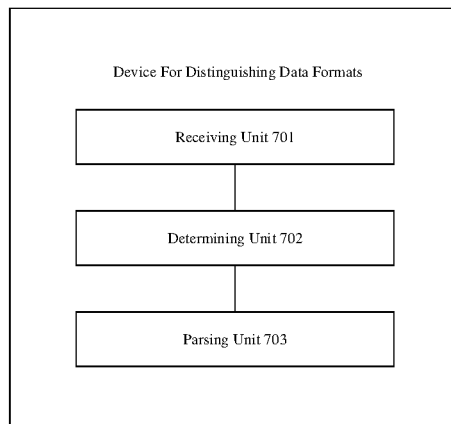 Device For Distinguishing Data Formats
Receiving Unit 701
Determining Unit 702
Parsing Unit 703